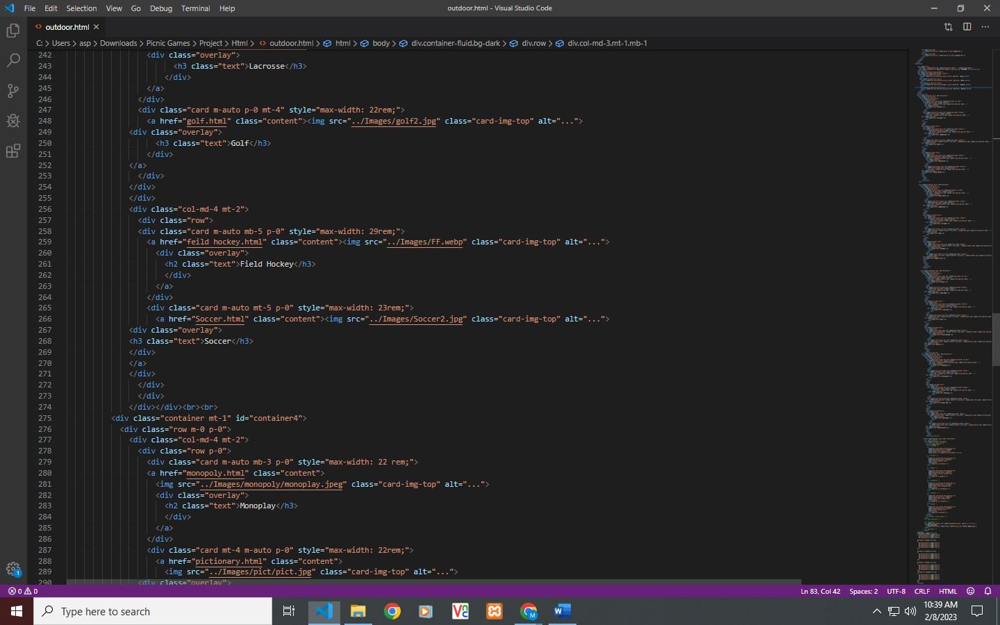 File Edit Selection View Go Debug Terminal Help outdoor.html - Visual Studio Code
outdoor.html
C: > Users > asp > Downloads > Picnic Games > Project > Html > outdoor.html > html > body > div.container-fluid.bg-dark > div.row > div.col-md-3.mt-1.mb-1
242 <div class="overlay">
243 <h3 class="text">Lacrosse</h3>
244 </div>
245 </a>
246 </div>
247 <div class="card m-auto p-0 mt-4" style="max-width: 22rem;">
248 <a href="golf.html" class="content"><img src="../Images/golf2.jpg" class="card-img-top" alt="...">
249 <div class="overlay">
250 <h3 class="text">Golf</h3>
251 </div>
252 </a>
253 </div>
254 </div>
255 </div>
256 <div class="col-md-4 mt-2">
257 <div class="row">
258 <div class="card m-auto mb-5 p-0" style="max-width: 29rem;">
259 <a href="feild hockey.html" class="content"><img src="../Images/FF.webp" class="card-img-top" alt="...">
260 <div class="overlay">
261 <h2 class="text">Field Hockey</h3>
262 </div>
263 </a>
264 </div>
265 <div class="card m-auto mt-5 p-0" style="max-width: 23rem;">
266 <a href="Soccer.html" class="content"><img src="../Images/Soccer2.jpg" class="card-img-top" alt="...">
267 <div class="overlay">
268 <h3 class="text">Soccer</h3>
269 </div>
270 </a>
271 </div>
272 </div>
273 </div>
274 </div></div><br><br>
275 <div class="container mt-1" id="container4">
276 <div class="row m-0 p-0">
277 <div class="col-md-4 mt-2">
278 <div class="row p-0">
279 <div class="card m-auto mb-3 p-0" style="max-width: 22 rem;">
280 <a href="monopoly.html" class="content">
281 <img src="../Images/monopoly/monoplay.jpeg" class="card-img-top" alt="...">
282 <div class="overlay">
283 <h2 class="text">Monoplay</h3>
284 </div>
285 </a>
286 </div>
287 <div class="card mt-4 m-auto p-0" style="max-width: 22rem;">
288 <a href="pictionary.html" class="content">
289 <img src="../Images/pict/pict.jpg" class="card-img-top" alt="...">
290 <div class="overlay">
1
0 0 Ln 83, Col 42 Spaces: 2 UTF-8 CRLF HTML
Type here to search
10:39 AM
2/8/2023